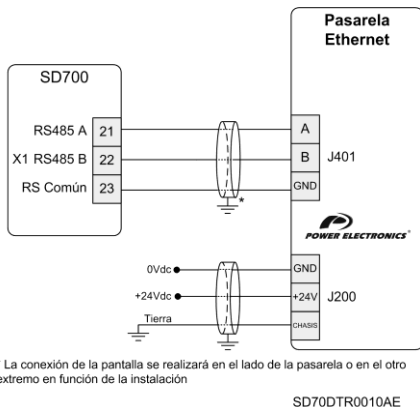 Pasarela
Ethernet
SD700
RS485 A 21
X1 RS485 B 22
RS Común 23
A
B
GND
J401
*
POWER ELECTRONICS®
0Vdc
+24Vdc
Tierra
GND
+24V
CHASIS
J200
* La conexión de la pantalla se realizará en el lado de la pasarela o en el otro
extremo en función de la instalación
SD70DTR0010AE